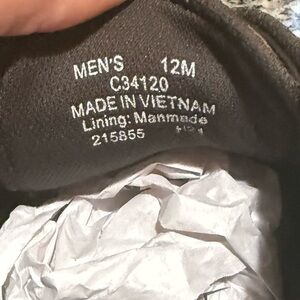 MEN'S 12M
C34120
MADE IN VIETNAM
Lining: Manmade
215855